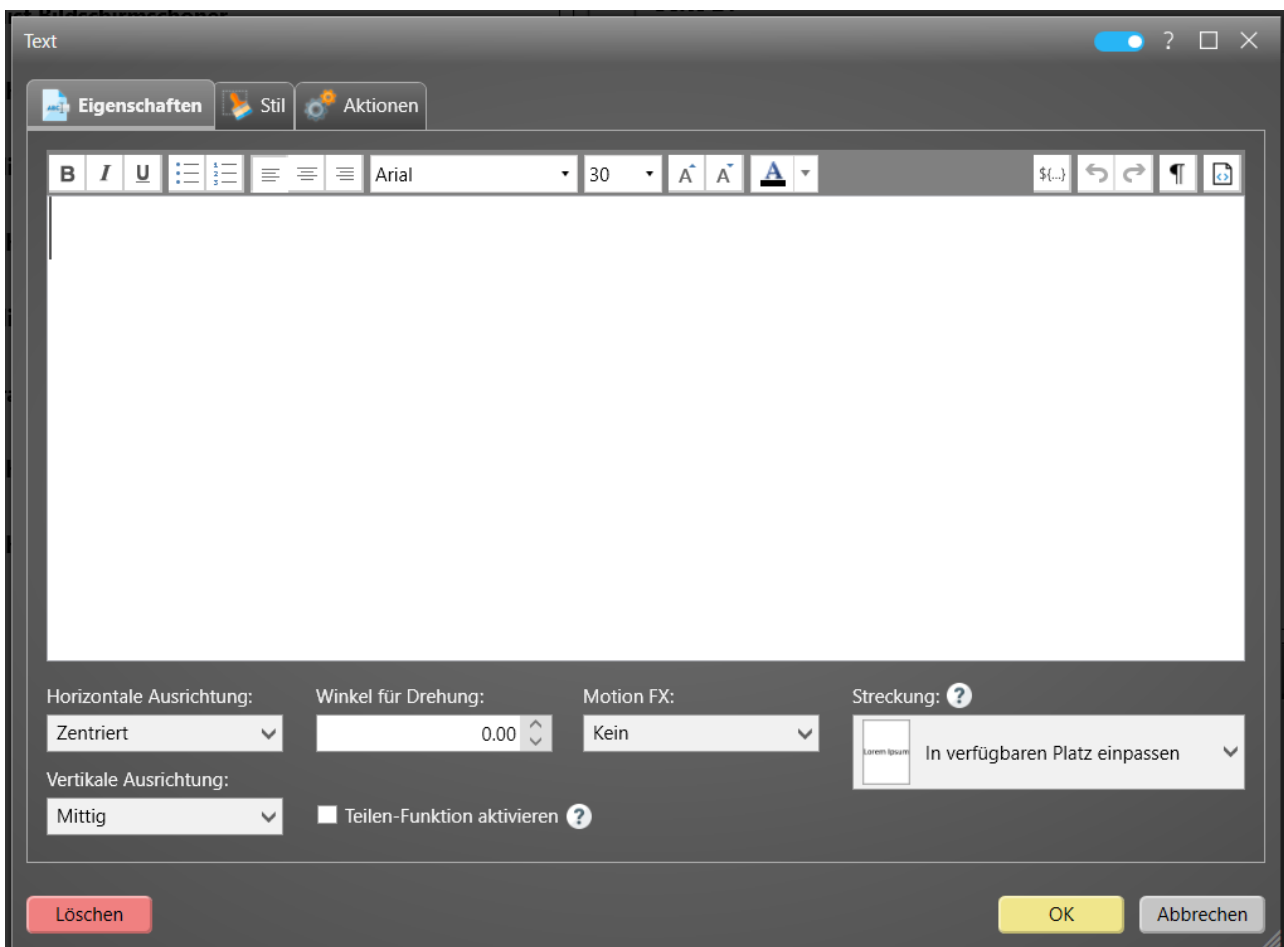 Text
?
Eigenschaften
Stil
Aktionen
B I U
Arial
30
A A A
${...}
¶
Horizontale Ausrichtung:
Winkel für Drehung:
Motion FX:
Streckung: ?
Zentriert
0.00
Kein
Lorem Ipsum
In verfügbaren Platz einpassen
Vertikale Ausrichtung:
Mittig
Teilen-Funktion aktivieren ?
Löschen
OK
Abbrechen